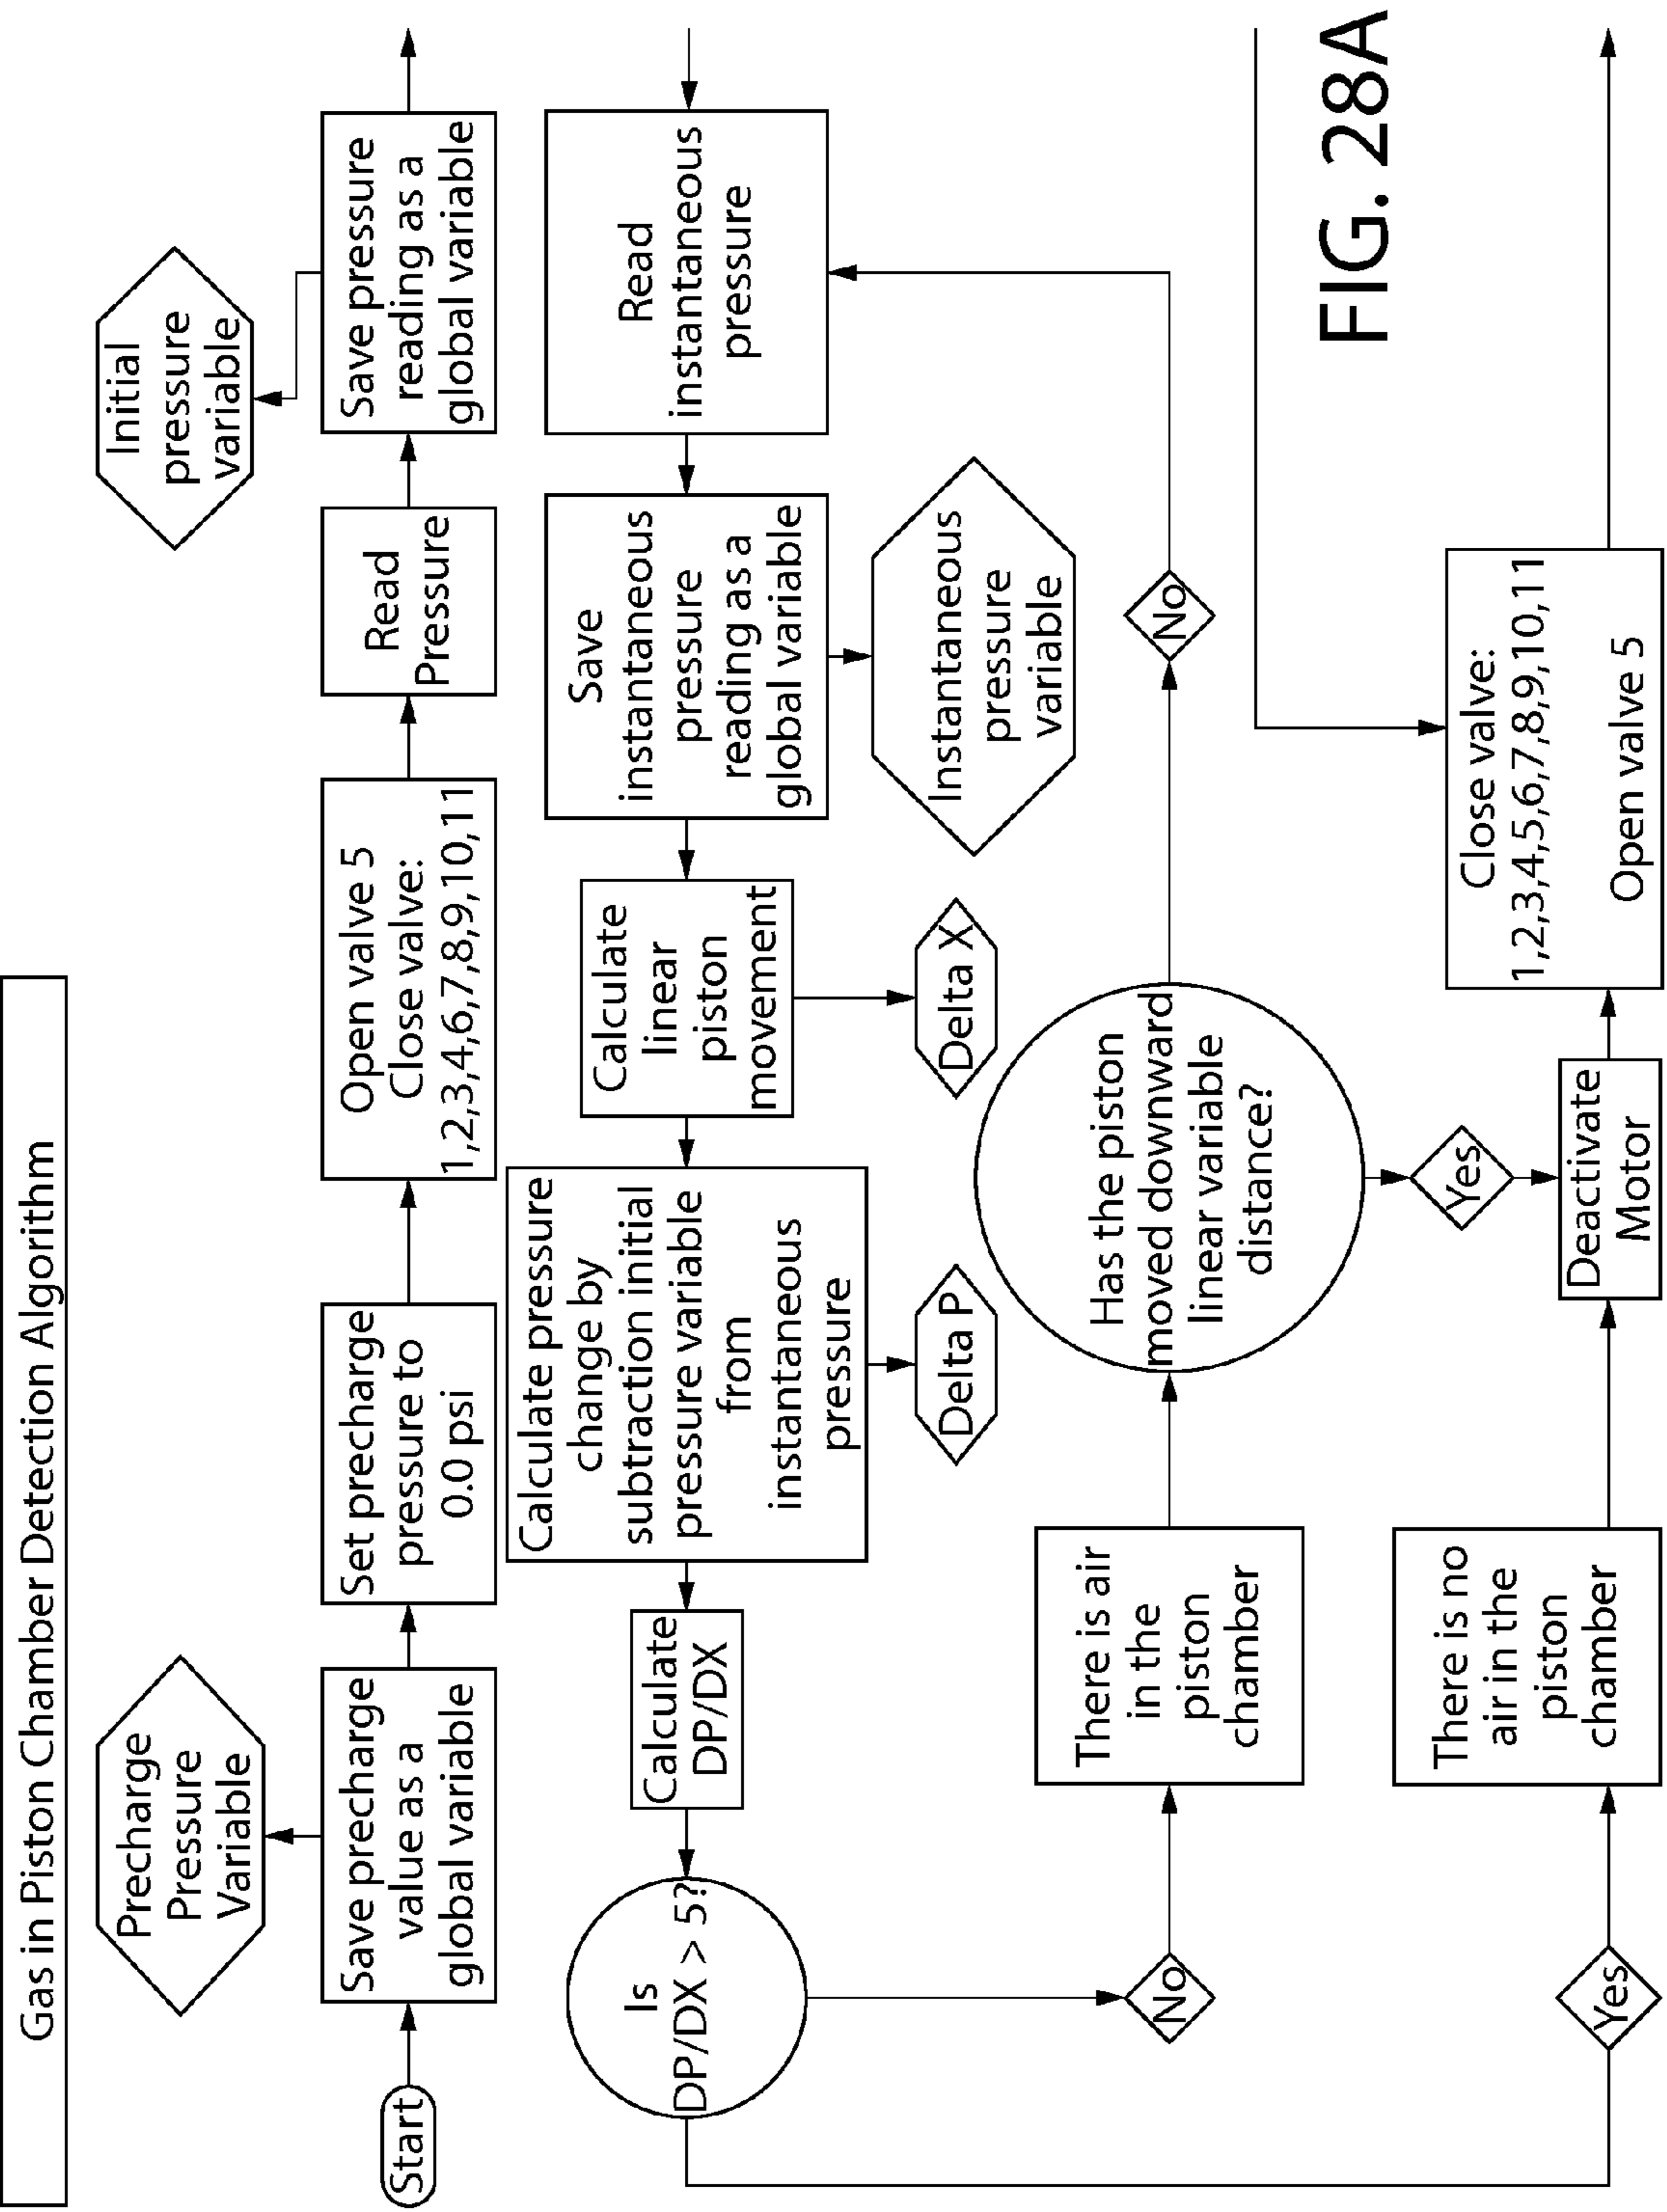 Gas in Piston Chamber Detection Algorithm
Precharge
Pressure
Variable
Initial
pressure
variable
Start
Save precharge
value as a
global variable
Set precharge
pressure to
0.0 psi
Open valve 5
Close valve:
1,2,3,4,6,7,8,9,10,11
Read
Pressure
Save pressure
reading as a
global variable
Is
DP/DX > 5?
Calculate
DP/DX
Calculate pressure
change by
subtraction initial
pressure variable
from
instantaneous
pressure
Calculate
linear
piston
movement
Save
instantaneous
pressure
reading as a
global variable
Read
instantaneous
pressure
Delta P
Delta X
Instantaneous
pressure
variable
No
There is air
in the
piston
chamber
Has the piston
moved downward
linear variable
distance?
No
Yes
Yes
There is no
air in the
piston
chamber
Deactivate
Motor
Close valve:
1,2,3,4,5,6,7,8,9,10,11
Open valve 5
FIG. 28A